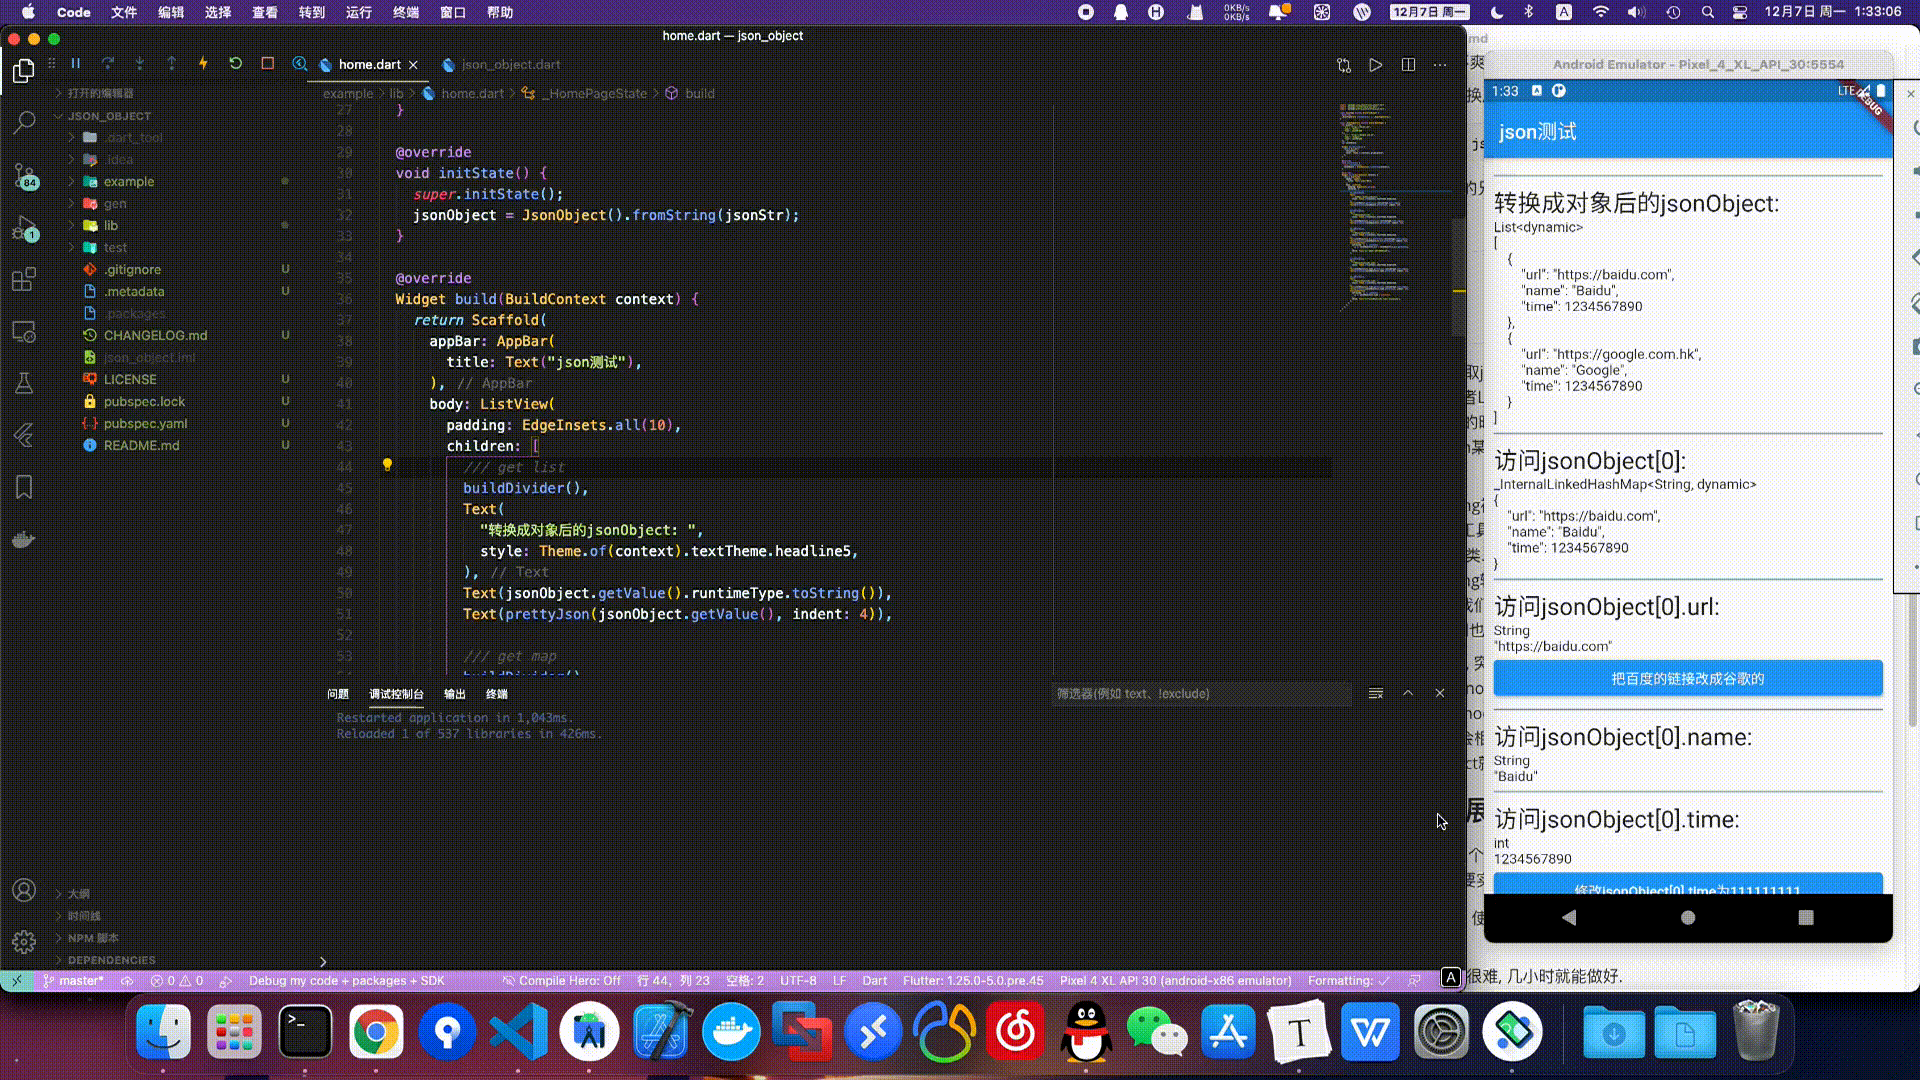 Code 文件 编辑 选择 查看 转到 运行 终端 窗口 帮助
0KB/s
0KB/s
12月7日 周一
A
12月7日 周一 1:33:06
home.dart — json_object
home.dart
json_object.dart
example > lib > home.dart > _HomePageState > build
打开的编辑器
JSON_OBJECT
.dart_tool
.idea
example
gen
lib
test
.gitignore U
.metadata U
.packages
CHANGELOG.md U
json_object.iml
LICENSE U
pubspec.lock U
pubspec.yaml U
README.md U
84
1
大纲
时间线
NPM 脚本
DEPENDENCIES
27 }
28
29 @override
30 void initState() {
31 super.initState();
32 jsonObject = JsonObject().fromString(jsonStr);
33 }
34
35 @override
36 Widget build(BuildContext context) {
37 return Scaffold(
38 appBar: AppBar(
39 title: Text("json测试"),
40 ), // AppBar
41 body: ListView(
42 padding: EdgeInsets.all(10),
43 children: [
44 /// get list
45 buildDivider(),
46 Text(
47 "转换成对象后的jsonObject: ",
48 style: Theme.of(context).textTheme.headline5,
49 ), // Text
50 Text(jsonObject.getValue().runtimeType.toString()),
51 Text(prettyJson(jsonObject.getValue(), indent: 4)),
52
53 /// get map
问题 调试控制台 输出 终端
筛选器(例如 text、!exclude)
Restarted application in 1,043ms.
Reloaded 1 of 537 libraries in 426ms.
master* 0 0 Debug my code + packages + SDK
Compile Hero: Off 行 44，列 23 空格: 2 UTF-8 LF Dart Flutter: 1.25.0-5.0.pre.45 Pixel 4 XL API 30 (android-x86 emulator) Formatting: ✓
A
Android Emulator - Pixel_4_XL_API_30:5554
1:33
LTE
DEBUG
json测试
转换成对象后的jsonObject:
List<dynamic>
[
{
"url": "https://baidu.com",
"name": "Baidu",
"time": 1234567890
},
{
"url": "https://google.com.hk",
"name": "Google",
"time": 1234567890
}
]
访问jsonObject[0]:
_InternalLinkedHashMap<String, dynamic>
{
"url": "https://baidu.com",
"name": "Baidu",
"time": 1234567890
}
访问jsonObject[0].url:
String
"https://baidu.com"
把百度的链接改成谷歌的
访问jsonObject[0].name:
String
"Baidu"
访问jsonObject[0].time:
int
1234567890
修改jsonObject[0].time为111111111
很难, 几小时就能做好.